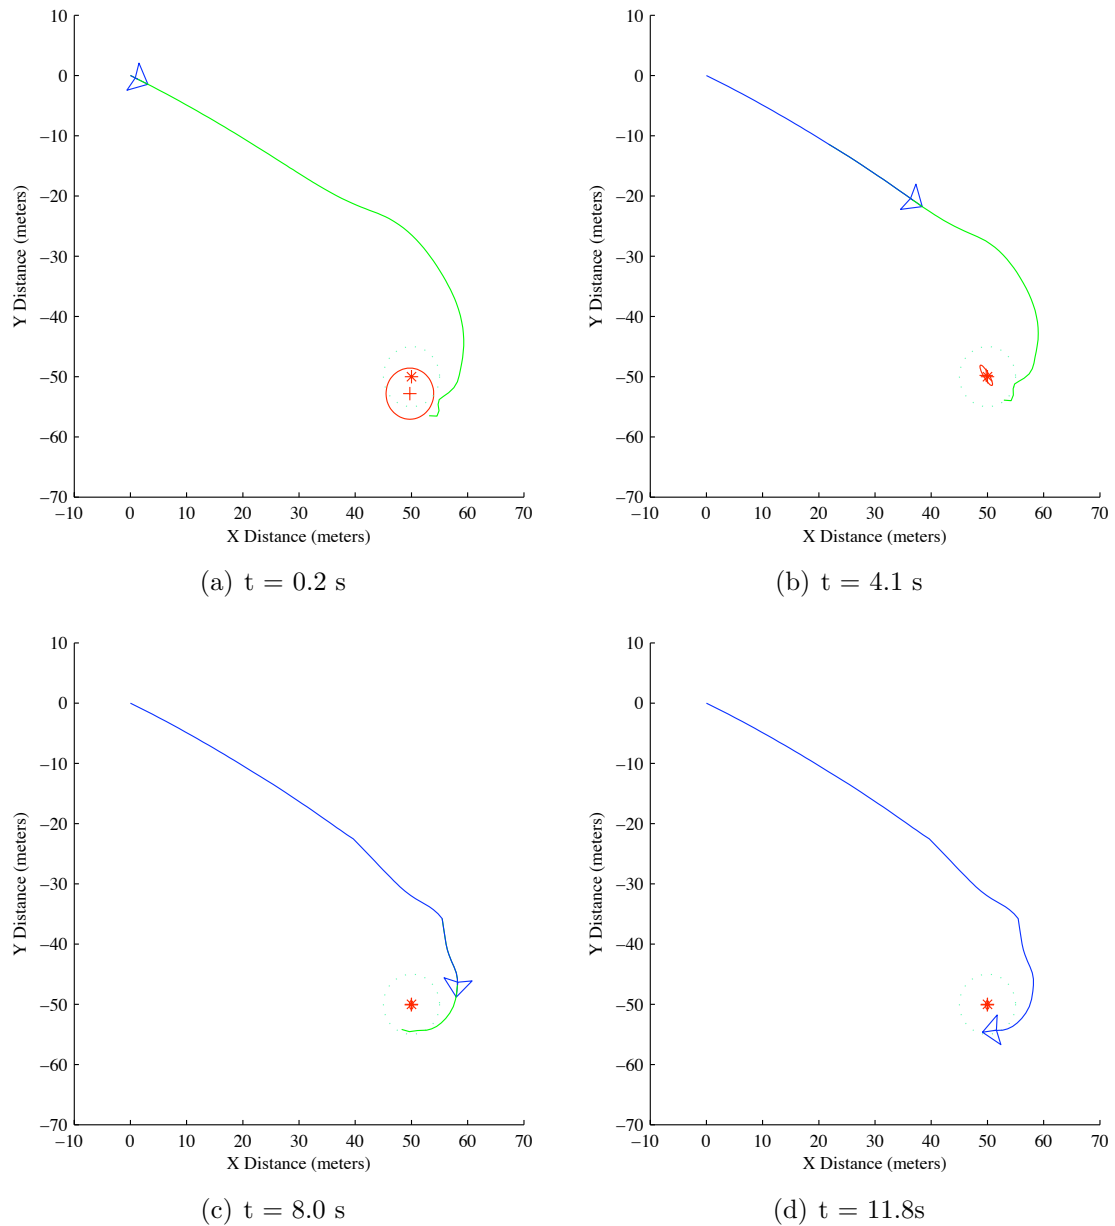 10
0
–10
–20
–30
–40
–50
–60
–70
Y Distance (meters)
–10 0 10 20 30 40 50 60 70
X Distance (meters)
(a) t = 0.2 s
10
0
–10
–20
–30
–40
–50
–60
–70
Y Distance (meters)
–10 0 10 20 30 40 50 60 70
X Distance (meters)
(b) t = 4.1 s
10
0
–10
–20
–30
–40
–50
–60
–70
Y Distance (meters)
–10 0 10 20 30 40 50 60 70
X Distance (meters)
(c) t = 8.0 s
10
0
–10
–20
–30
–40
–50
–60
–70
Y Distance (meters)
–10 0 10 20 30 40 50 60 70
X Distance (meters)
(d) t = 11.8s